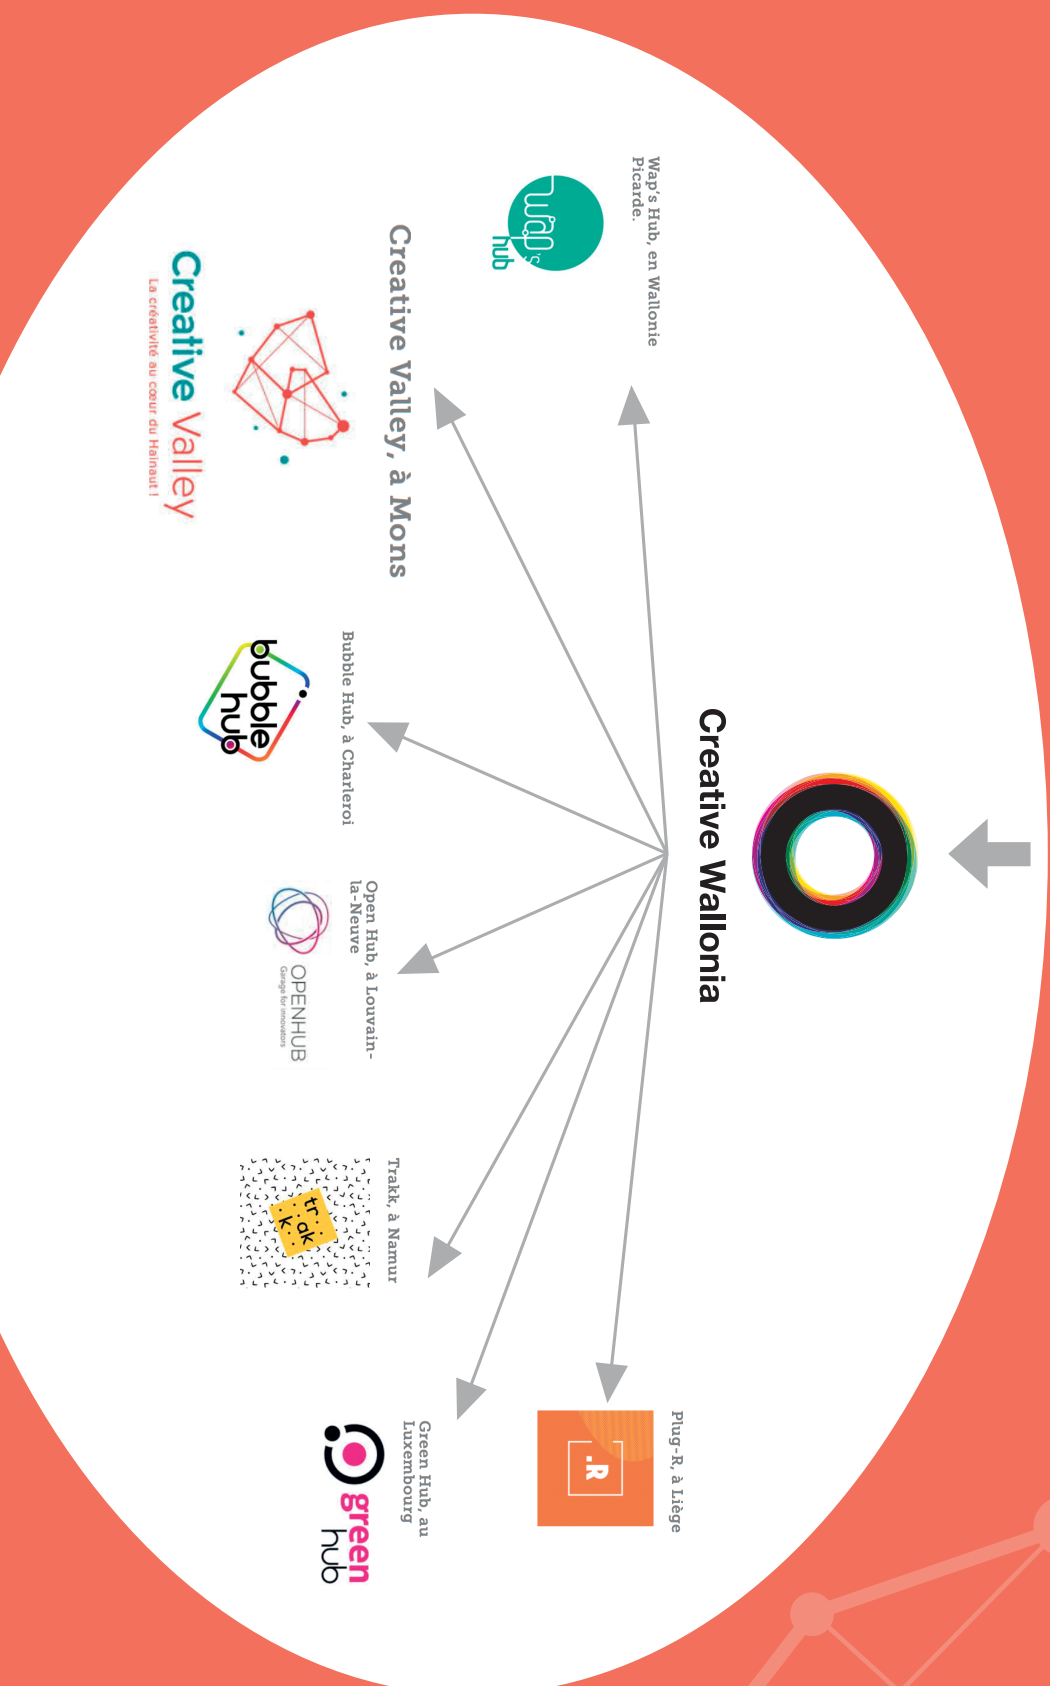 Creative Wallonia
Wap's Hub, en Wallonie
Picarde.
wap's
hub
Creative Valley, à Mons
Creative Valley
La créativité au cœur du Hainaut !
Bubble Hub, à Charleroi
bubble
hub
Open Hub, à Louvain-
la-Neuve
OPENHUB
Garage for innovators
Trakk, à Namur
tr
ak
k
Green Hub, au
Luxembourg
green
hub
Plug-R, à Liège
.R